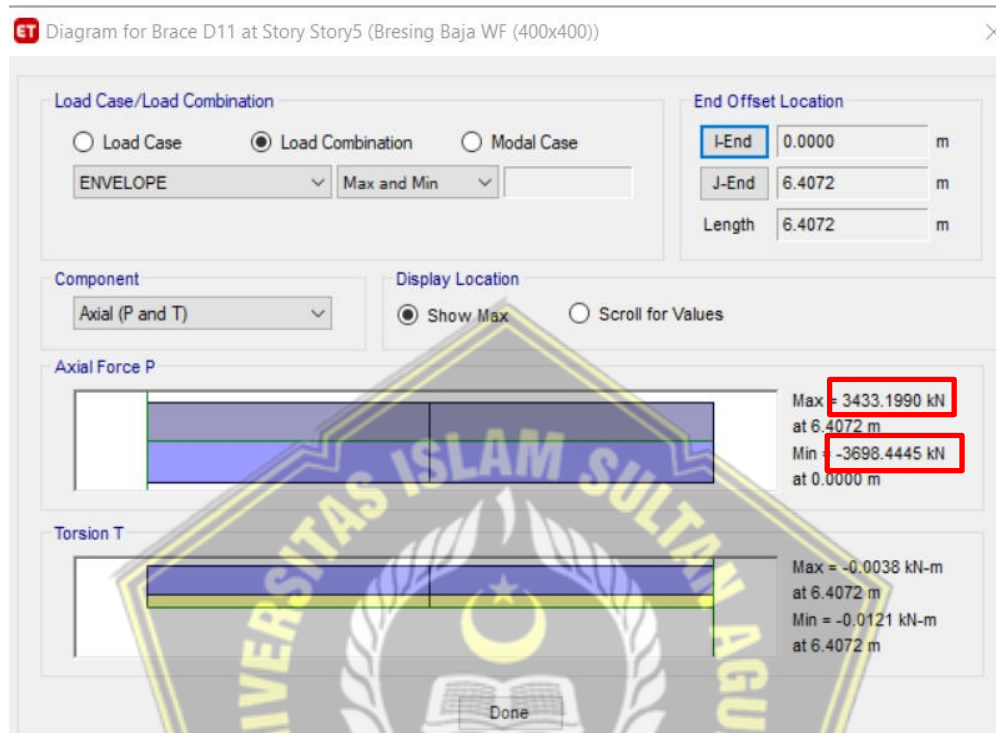 ET Diagram for Brace D11 at Story Story5 (Bresing Baja WF (400x400))
Load Case/Load Combination
Load Case Load Combination Modal Case
ENVELOPE Max and Min
End Offset Location
I-End 0.0000 m
J-End 6.4072 m
Length 6.4072 m
Component
Axial (P and T)
Display Location
Show Max Scroll for Values
Axial Force P
Max = 3433.1990 kN
at 6.4072 m
Min = -3698.4445 kN
at 0.0000 m
Torsion T
Max = -0.0038 kN-m
at 6.4072 m
Min = -0.0121 kN-m
at 6.4072 m
Done
UNIVERSITAS ISLAM SULTAN AGUNG